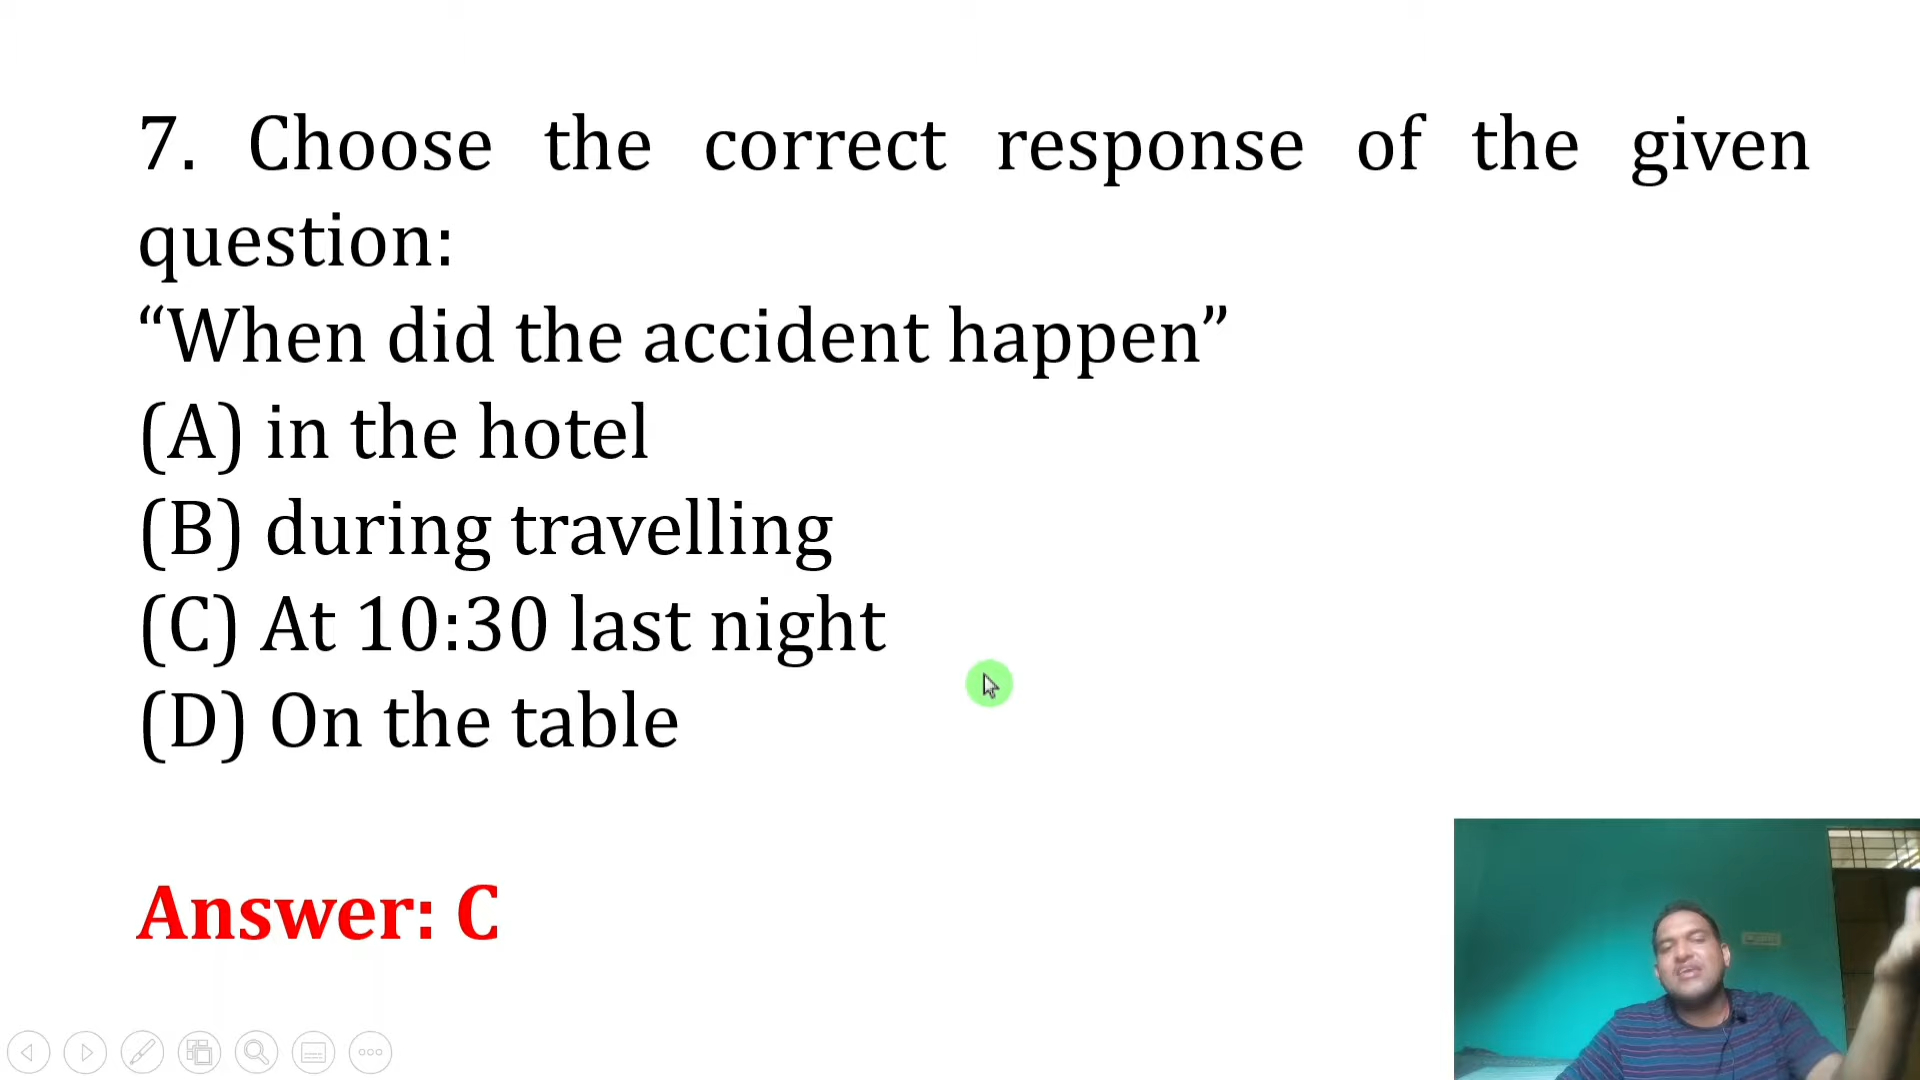 7. Choose the correct response of the given
question:
“When did the accident happen”
(A) in the hotel
(B) during travelling
(C) At 10:30 last night
(D) On the table
Answer: C